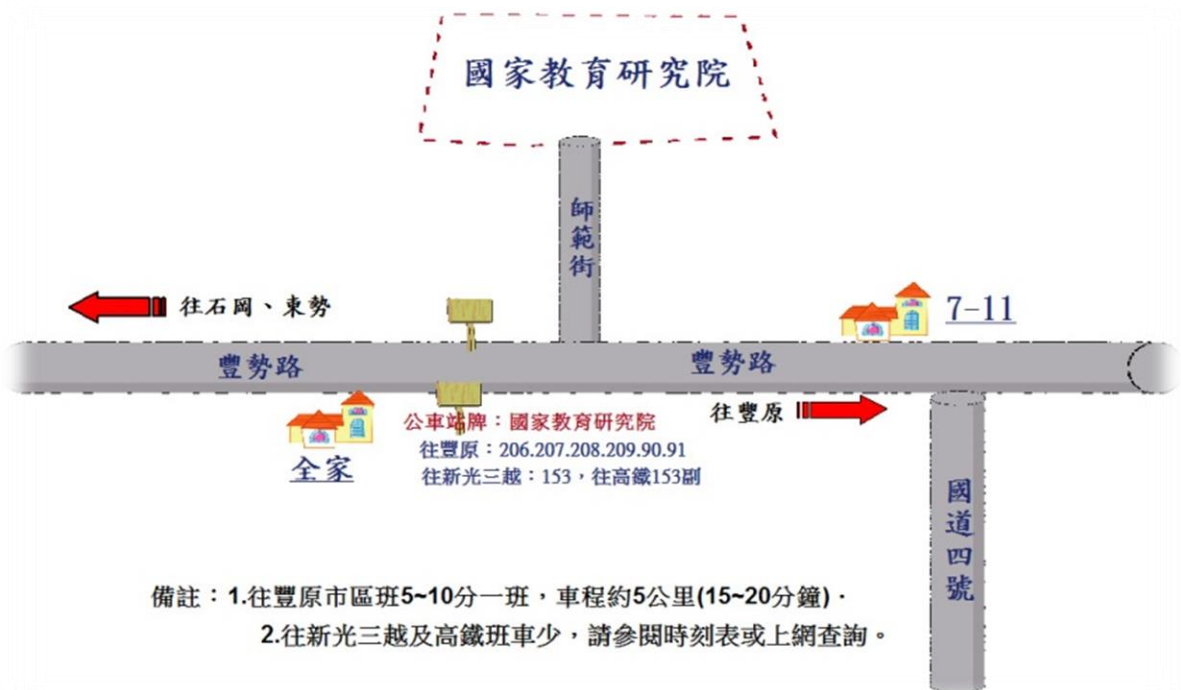 國家教育研究院
師範街
往石岡、東勢
7-11
豐勢路
豐勢路
往豐原
全家
公車站牌：國家教育研究院
往豐原：206.207.208.209.90.91
往新光三越：153，往高鐵153副
國道四號
備註：1.往豐原市區班5~10分一班，車程約5公里(15~20分鐘)．
2.往新光三越及高鐵班車少，請參閱時刻表或上網查詢。